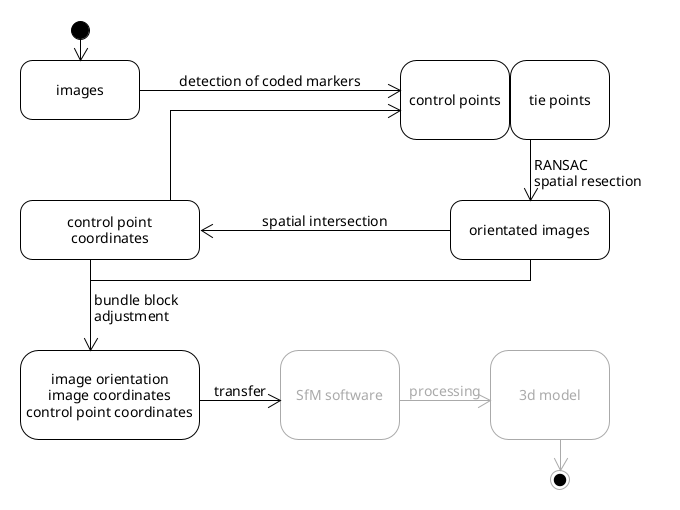 images
detection of coded markers
control points
tie points
RANSAC
spatial resection
control point
coordinates
spatial intersection
orientated images
bundle block
adjustment
image orientation
image coordinates
control point coordinates
transfer
SfM software
processing
3d model